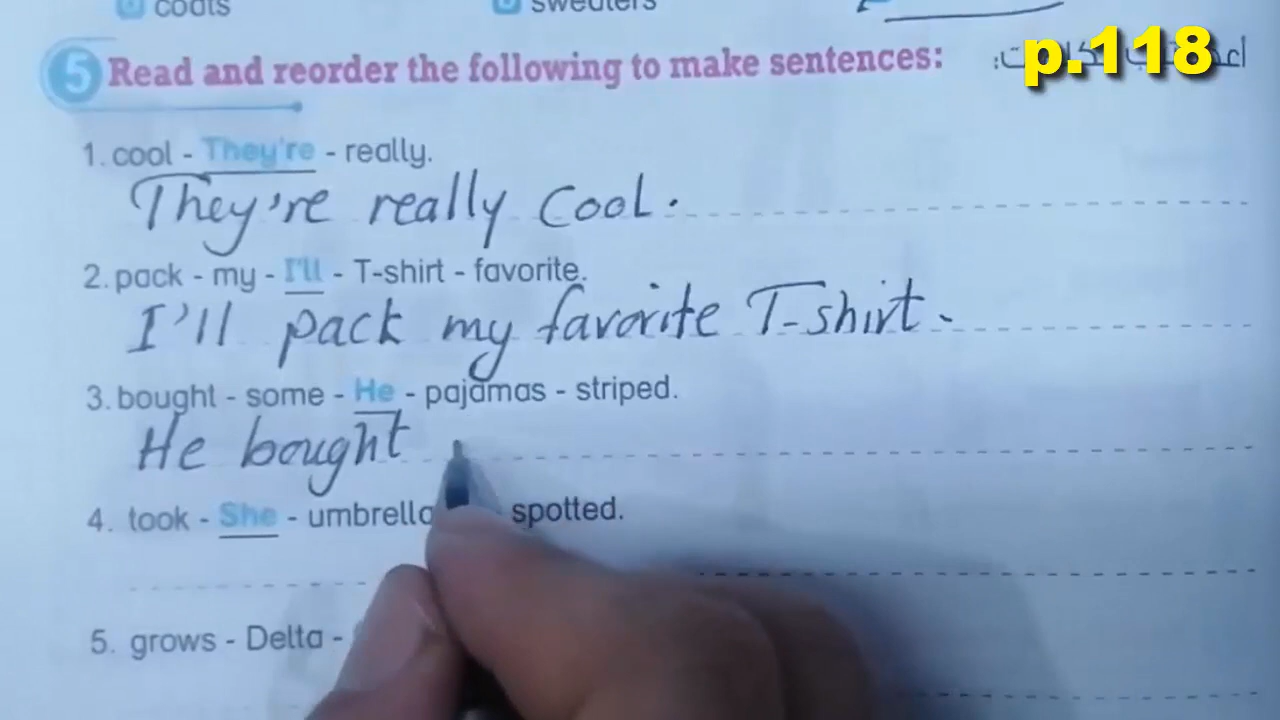 coats sweaters
5 Read and reorder the following to make sentences:
p.118
1. cool - They're - really.
They're really cool.
2. pack - my - I'll - T-shirt - favorite.
I'll pack my favorite T-shirt.
3. bought - some - He - pajamas - striped.
He bought
4. took - She - umbrella spotted.
5. grows - Delta -